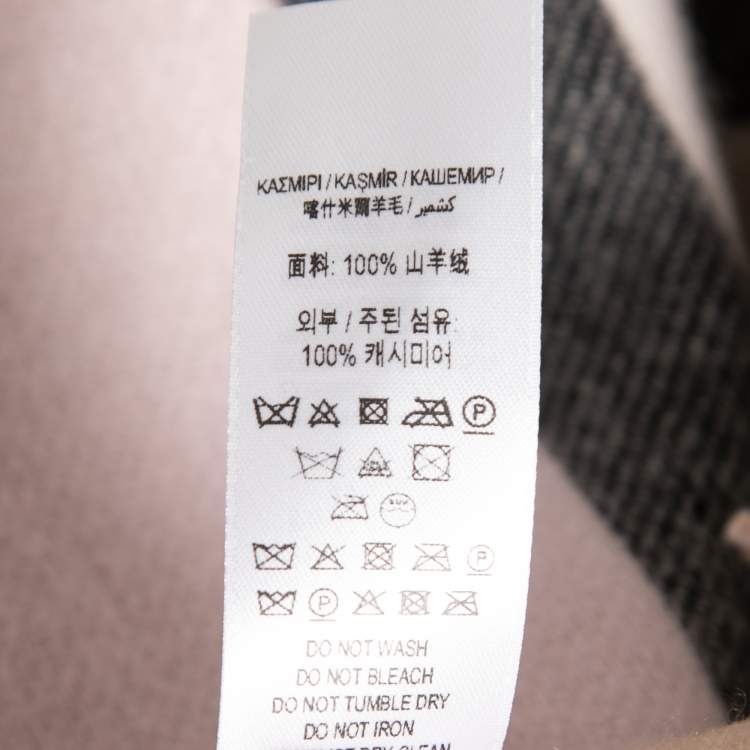 ΚΑΣΜΙΡΙ / KAŞMİR / КАШЕМИР /
喀什米爾羊毛 / كشمير
面料: 100% 山羊绒
외부 / 주된 섬유:
100% 캐시미어
P
P
P
DO NOT WASH
DO NOT BLEACH
DO NOT TUMBLE DRY
DO NOT IRON
DRY CLEAN